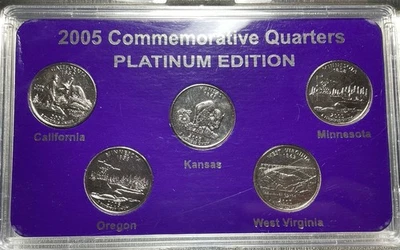 2005 Commemorative Quarters
PLATINUM EDITION
California
Kansas
Minnesota
Oregon
West Virginia